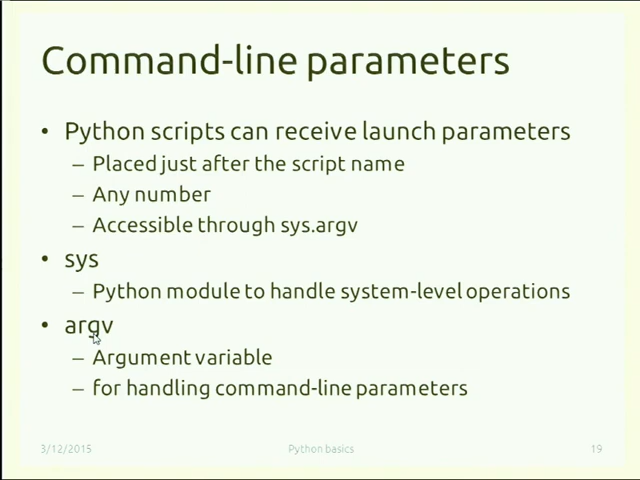 Command-line parameters
• Python scripts can receive launch parameters
– Placed just after the script name
– Any number
– Accessible through sys.argv
• sys
– Python module to handle system-level operations
• argv
– Argument variable
– for handling command-line parameters
3/12/2015 Python basics 19